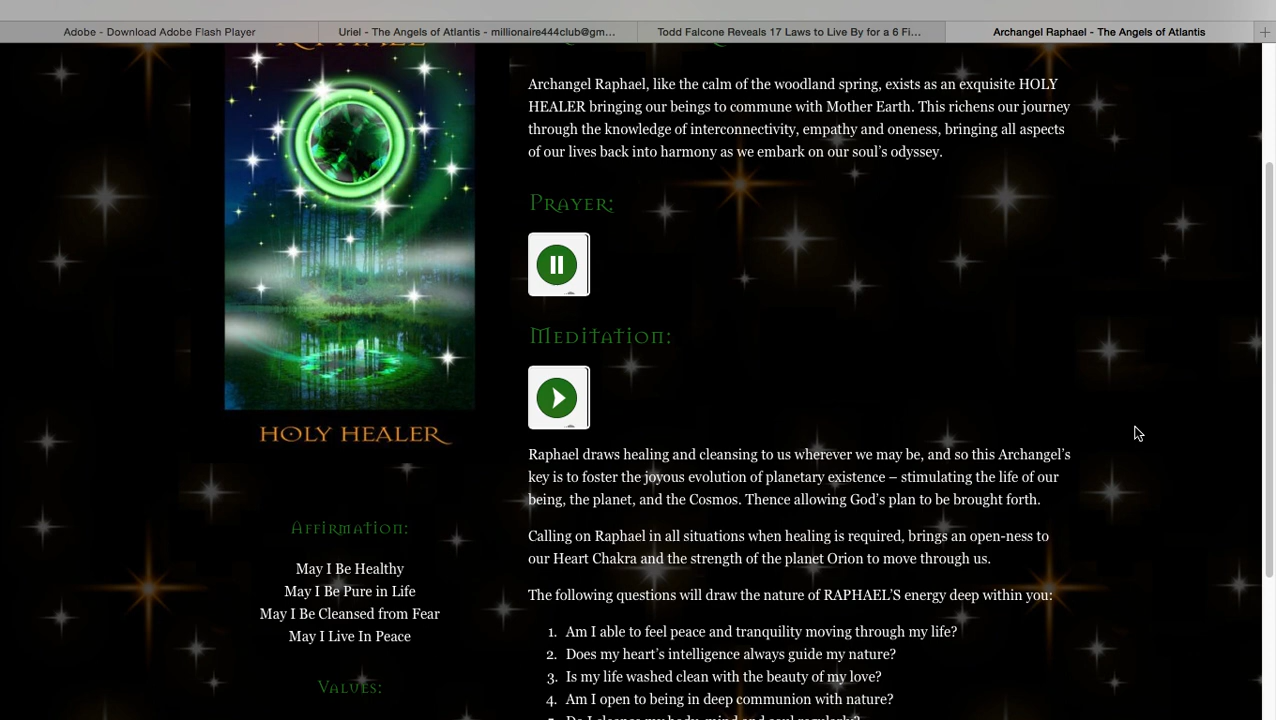 Adobe - Download Adobe Flash Player
Uriel - The Angels of Atlantis - millionaire444club@gm...
Todd Falcone Reveals 17 Laws to Live By for a 6 Fi...
Archangel Raphael - The Angels of Atlantis
RAPHAEL
Archangel Raphael, like the calm of the woodland spring, exists as an exquisite HOLY
HEALER bringing our beings to commune with Mother Earth. This richens our journey
through the knowledge of interconnectivity, empathy and oneness, bringing all aspects
of our lives back into harmony as we embark on our soul's odyssey.
Prayer:
Meditation:
HOLY HEALER
Raphael draws healing and cleansing to us wherever we may be, and so this Archangel's
key is to foster the joyous evolution of planetary existence – stimulating the life of our
being, the planet, and the Cosmos. Thence allowing God's plan to be brought forth.
Calling on Raphael in all situations when healing is required, brings an open-ness to
our Heart Chakra and the strength of the planet Orion to move through us.
The following questions will draw the nature of RAPHAEL'S energy deep within you:
1. Am I able to feel peace and tranquility moving through my life?
2. Does my heart's intelligence always guide my nature?
3. Is my life washed clean with the beauty of my love?
4. Am I open to being in deep communion with nature?
5. Do I cleanse my body, mind and soul regularly?
Affirmation:
May I Be Healthy
May I Be Pure in Life
May I Be Cleansed from Fear
May I Live In Peace
Values: